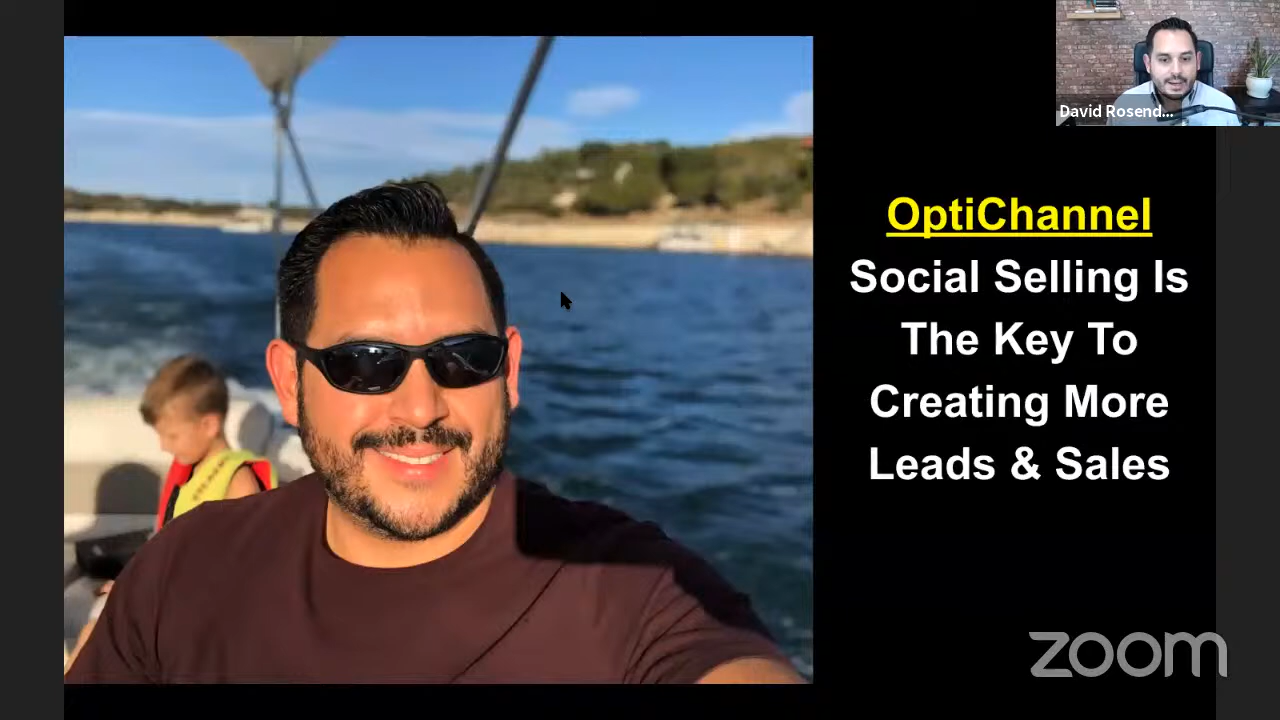 David Rosend...
OptiChannel
Social Selling Is
The Key To
Creating More
Leads & Sales
zoom